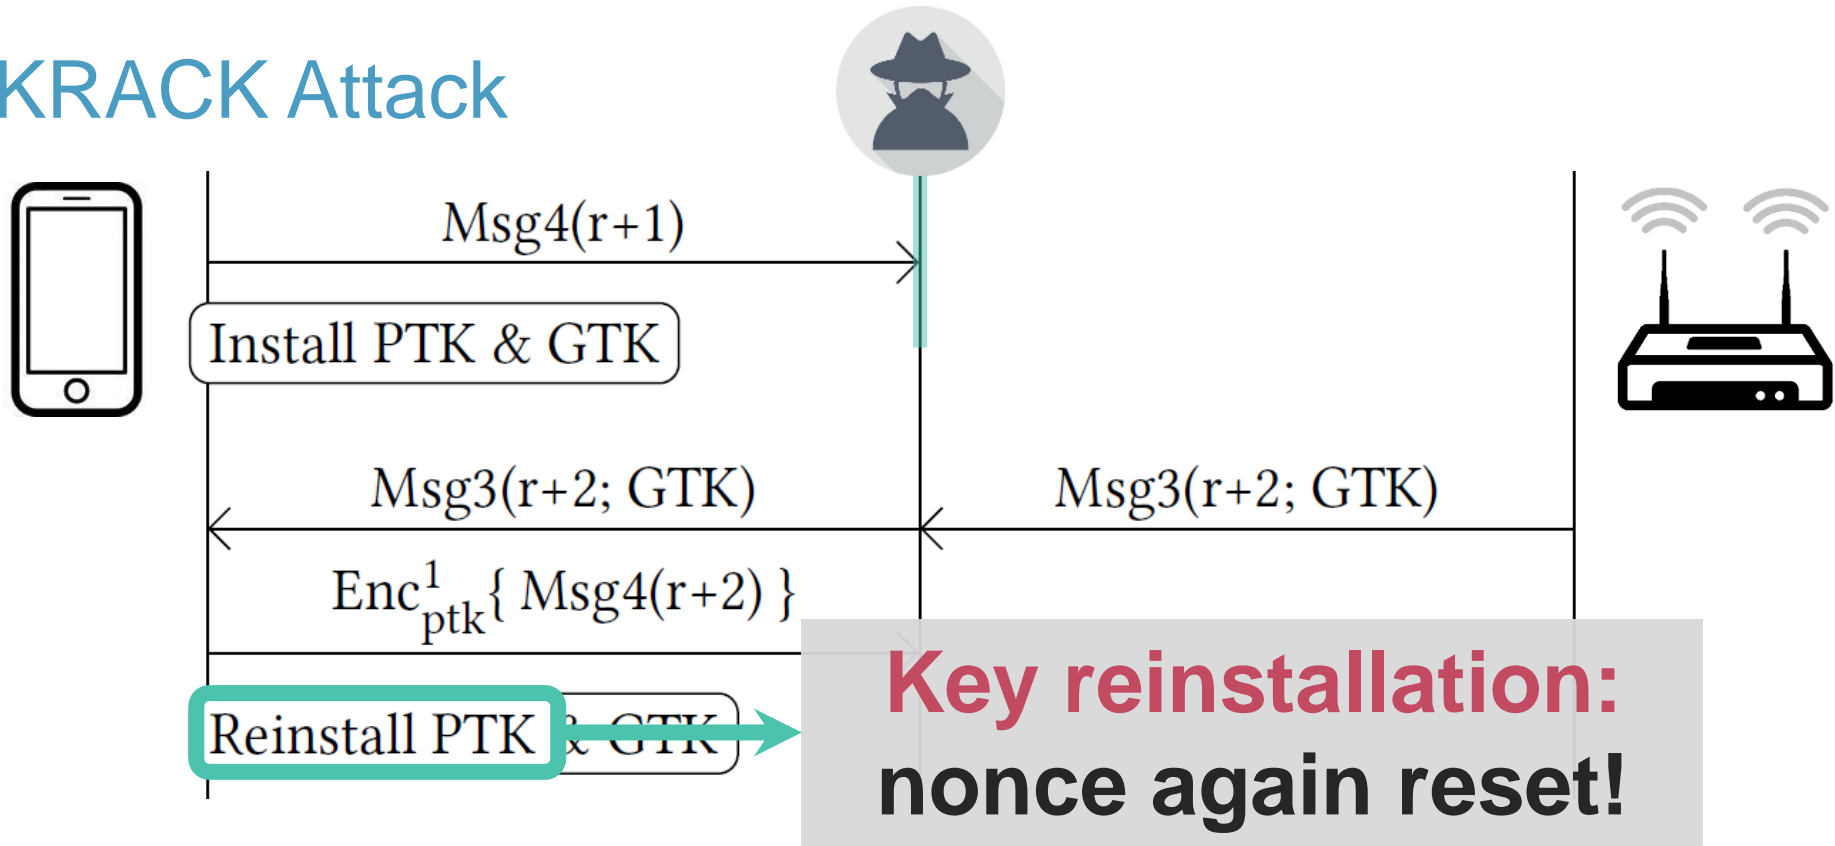 KRACK Attack
Msg4(r+1)
Install PTK & GTK
Msg3(r+2; GTK) Msg3(r+2; GTK)
Enc¹ₚₜₖ{ Msg4(r+2) }
Reinstall PTK & GTK
Key reinstallation:
nonce again reset!